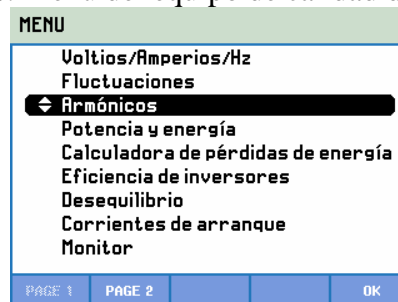 MENU
Voltios/Amperios/Hz
Fluctuaciones
Armónicos
Potencia y energía
Calculadora de pérdidas de energía
Eficiencia de inversores
Desequilibrio
Corrientes de arranque
Monitor
PAGE 1 PAGE 2 OK